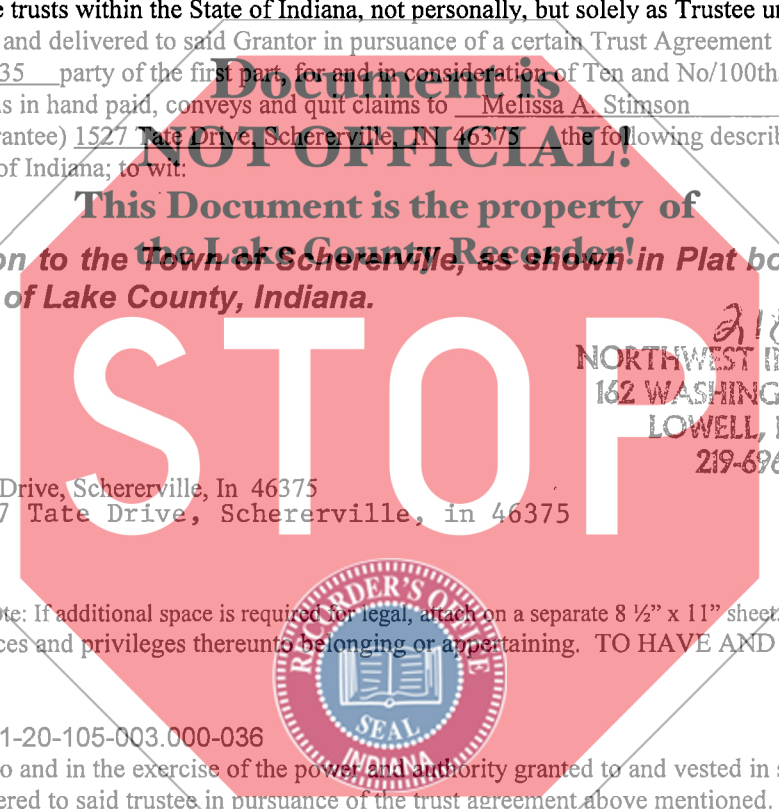 e trusts within the State of Indiana, not personally, but solely as Trustee un
and delivered to said Grantor in pursuance of a certain Trust Agreement
Document is
35 party of the first part, for and in consideration of Ten and No/100th
s in hand paid, conveys and quit claims to Melissa A. Stimson
rantee) 1527 Tate Drive, Schererville, IN 46375 the following describ
NOT OFFICIAL!
of Indiana; to wit:
This Document is the property of
the Lake County Recorder!
on to the Town of Schererville, as shown in Plat bo
of Lake County, Indiana.
STOP
218
NORTHWEST I
162 WASHING
LOWELL,
219-696
Drive, Schererville, In 46375
7 Tate Drive, Schererville, in 46375
te: If additional space is required for legal, attach on a separate 8 ½” x 11” sheet
ces and privileges thereunto belonging or appertaining. TO HAVE AND
RECORDER'S OFFICE
SEAL
INDIANA
1-20-105-003.000-036
o and in the exercise of the power and authority granted to and vested in s
ered to said trustee in pursuance of the trust agreement above mentioned